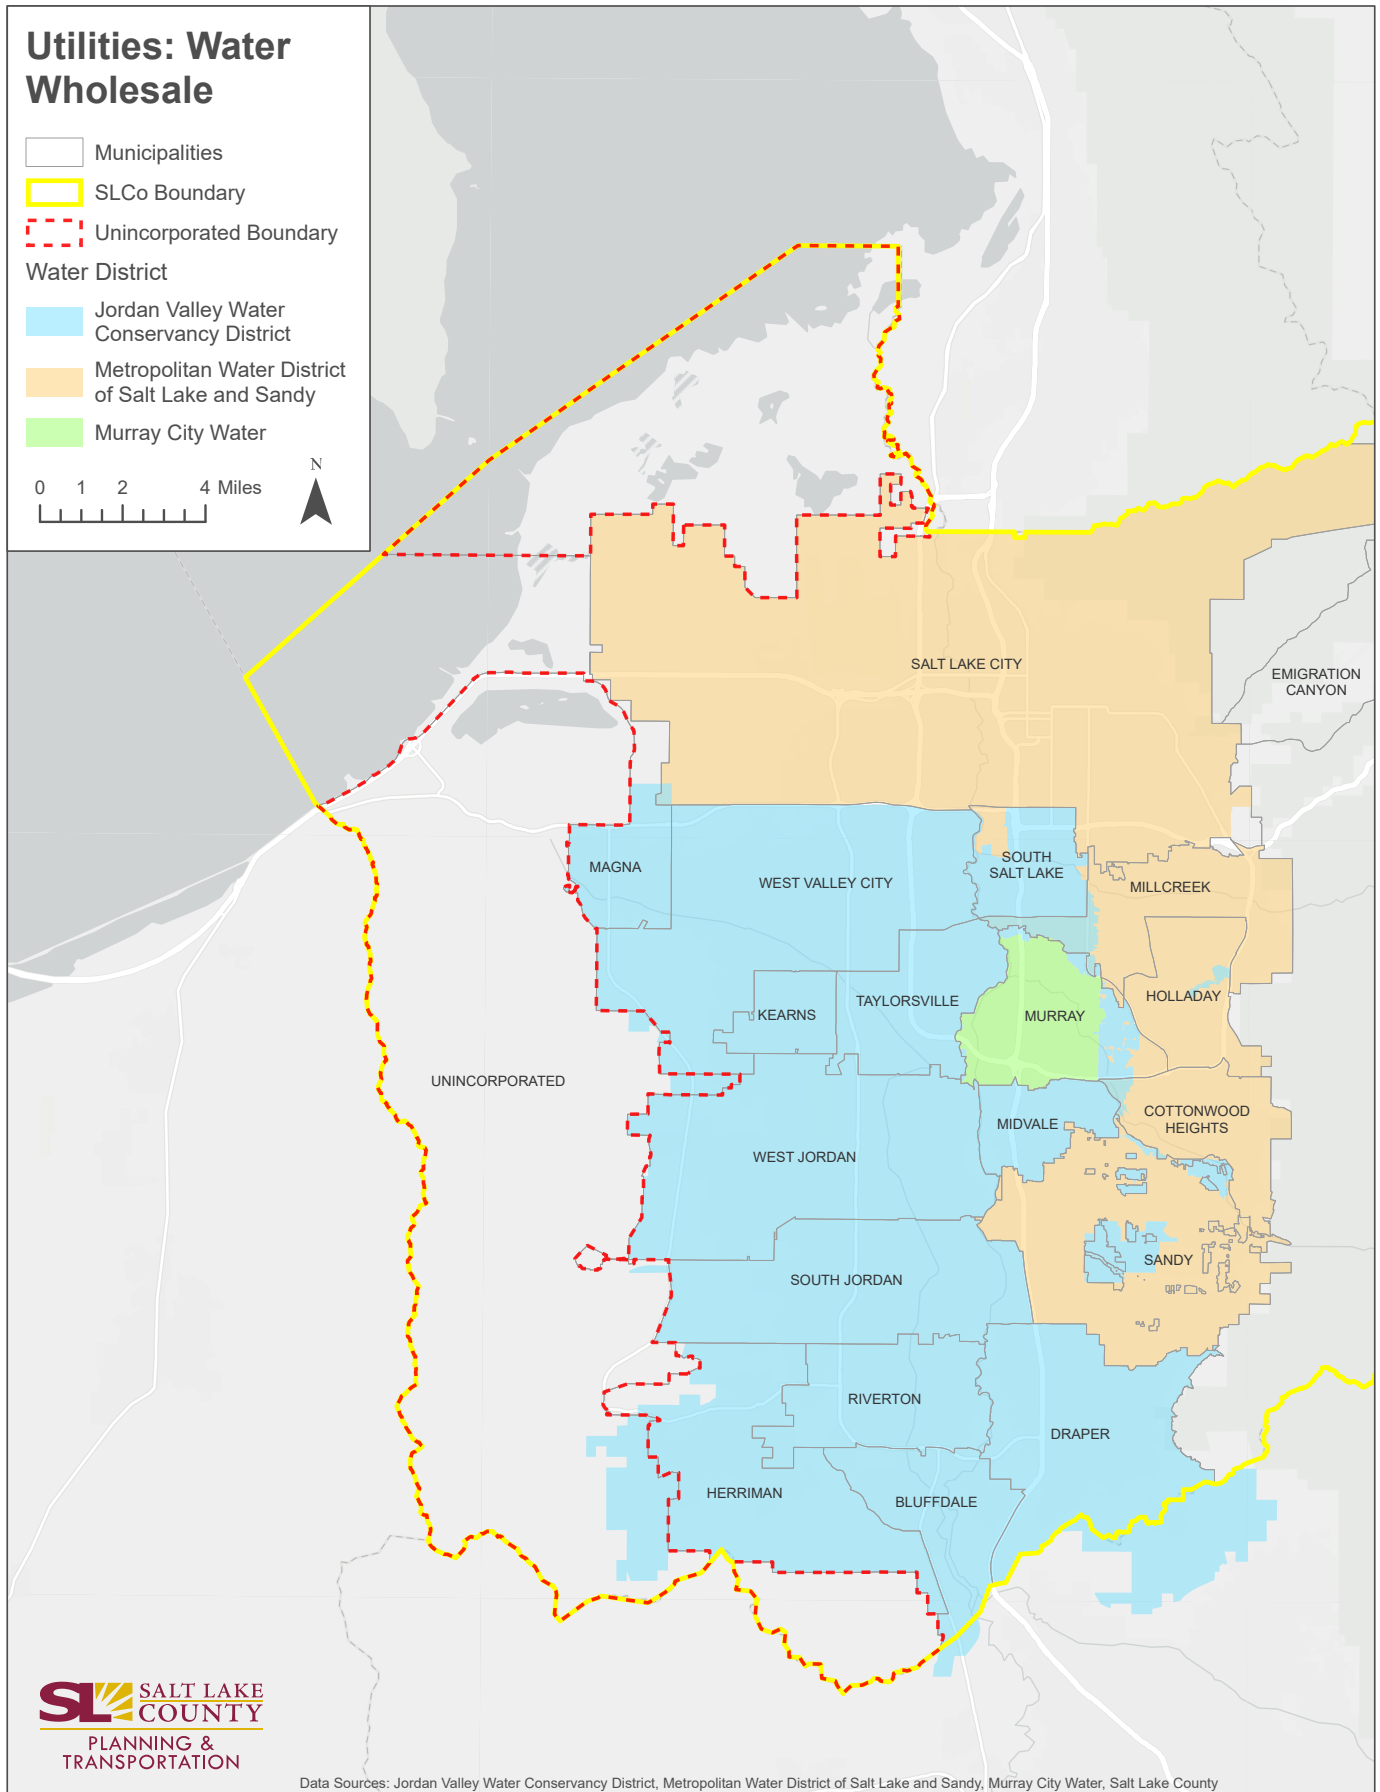 Utilities: Water
Wholesale
Municipalities
SLCo Boundary
Unincorporated Boundary
Water District
Jordan Valley Water
Conservancy District
Metropolitan Water District
of Salt Lake and Sandy
Murray City Water
N
0 1 2 4 Miles
SALT LAKE CITY
EMIGRATION
CANYON
MAGNA
WEST VALLEY CITY
SOUTH
SALT LAKE
MILLCREEK
KEARNS
TAYLORSVILLE
MURRAY
HOLLADAY
UNINCORPORATED
MIDVALE
COTTONWOOD
HEIGHTS
WEST JORDAN
SOUTH JORDAN
SANDY
RIVERTON
DRAPER
HERRIMAN
BLUFFDALE
SL SALT LAKE
COUNTY
PLANNING &
TRANSPORTATION
Data Sources: Jordan Valley Water Conservancy District, Metropolitan Water District of Salt Lake and Sandy, Murray City Water, Salt Lake County